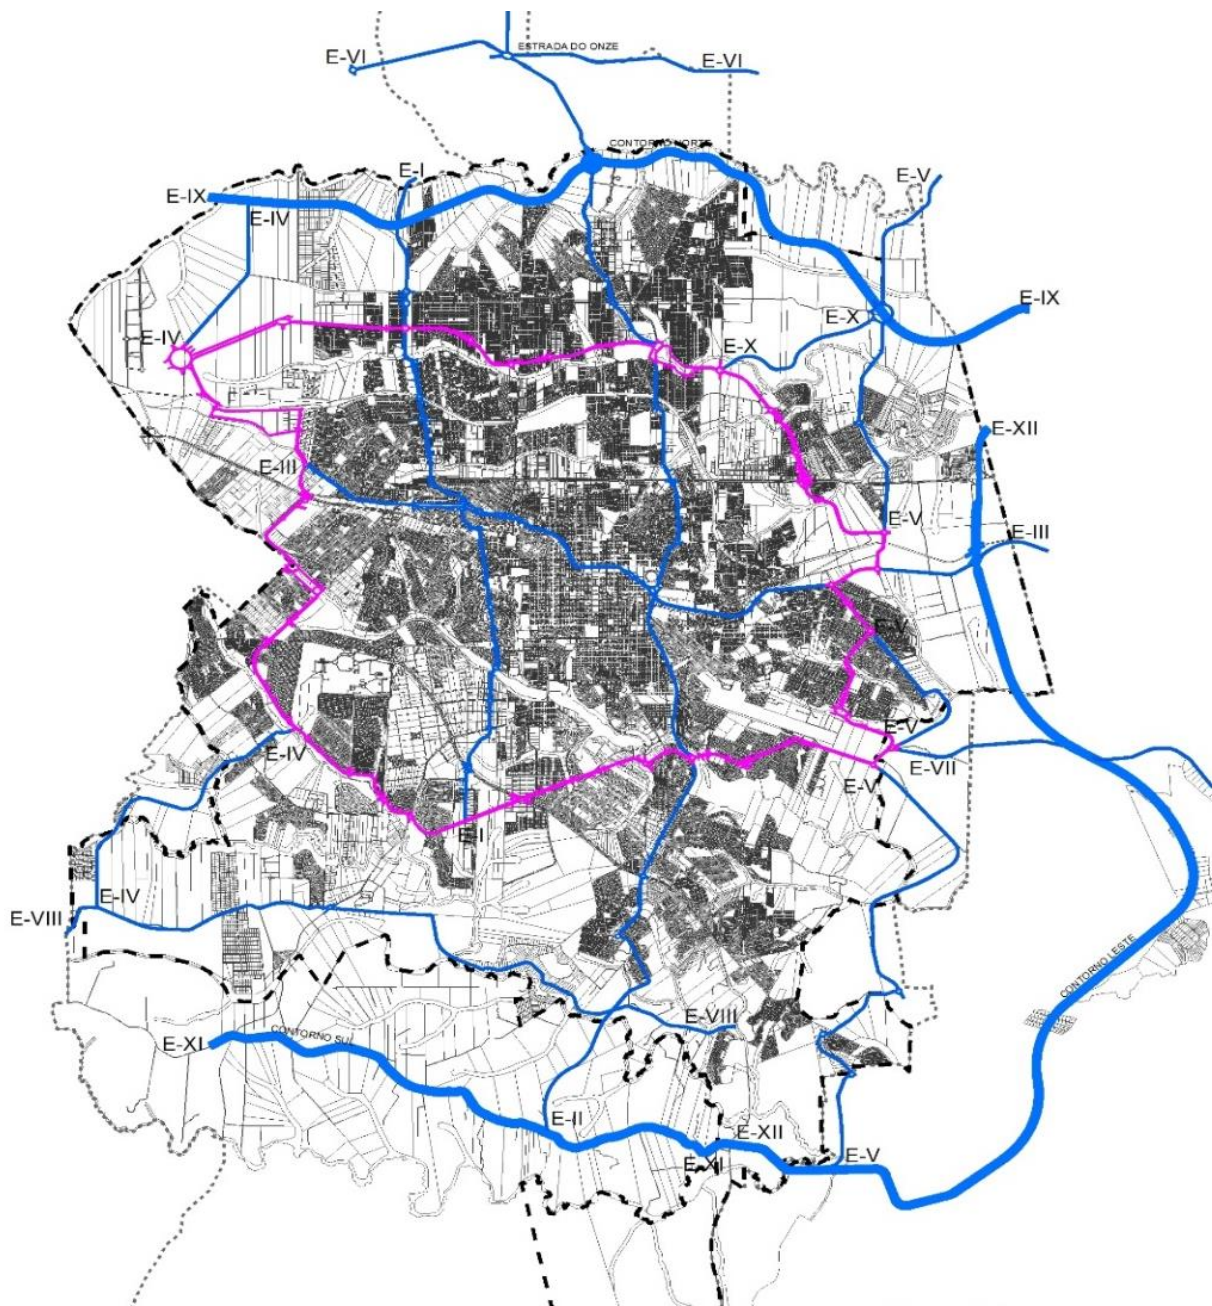 ESTRADA DO ONZE
E-VI
E-VI
CONTORNO NORTE
E-I
E-V
E-IX
E-IV
E-IX
E-X
E-IV
E-X
E-XII
E-III
E-V
E-III
E-V
E-V
E-IV
E-VII
E-V
E-I
E-IV
E-VIII
CONTORNO LESTE
E-VIII
CONTORNO SUL
E-XI
E-II
E-XII
E-XI
E-V